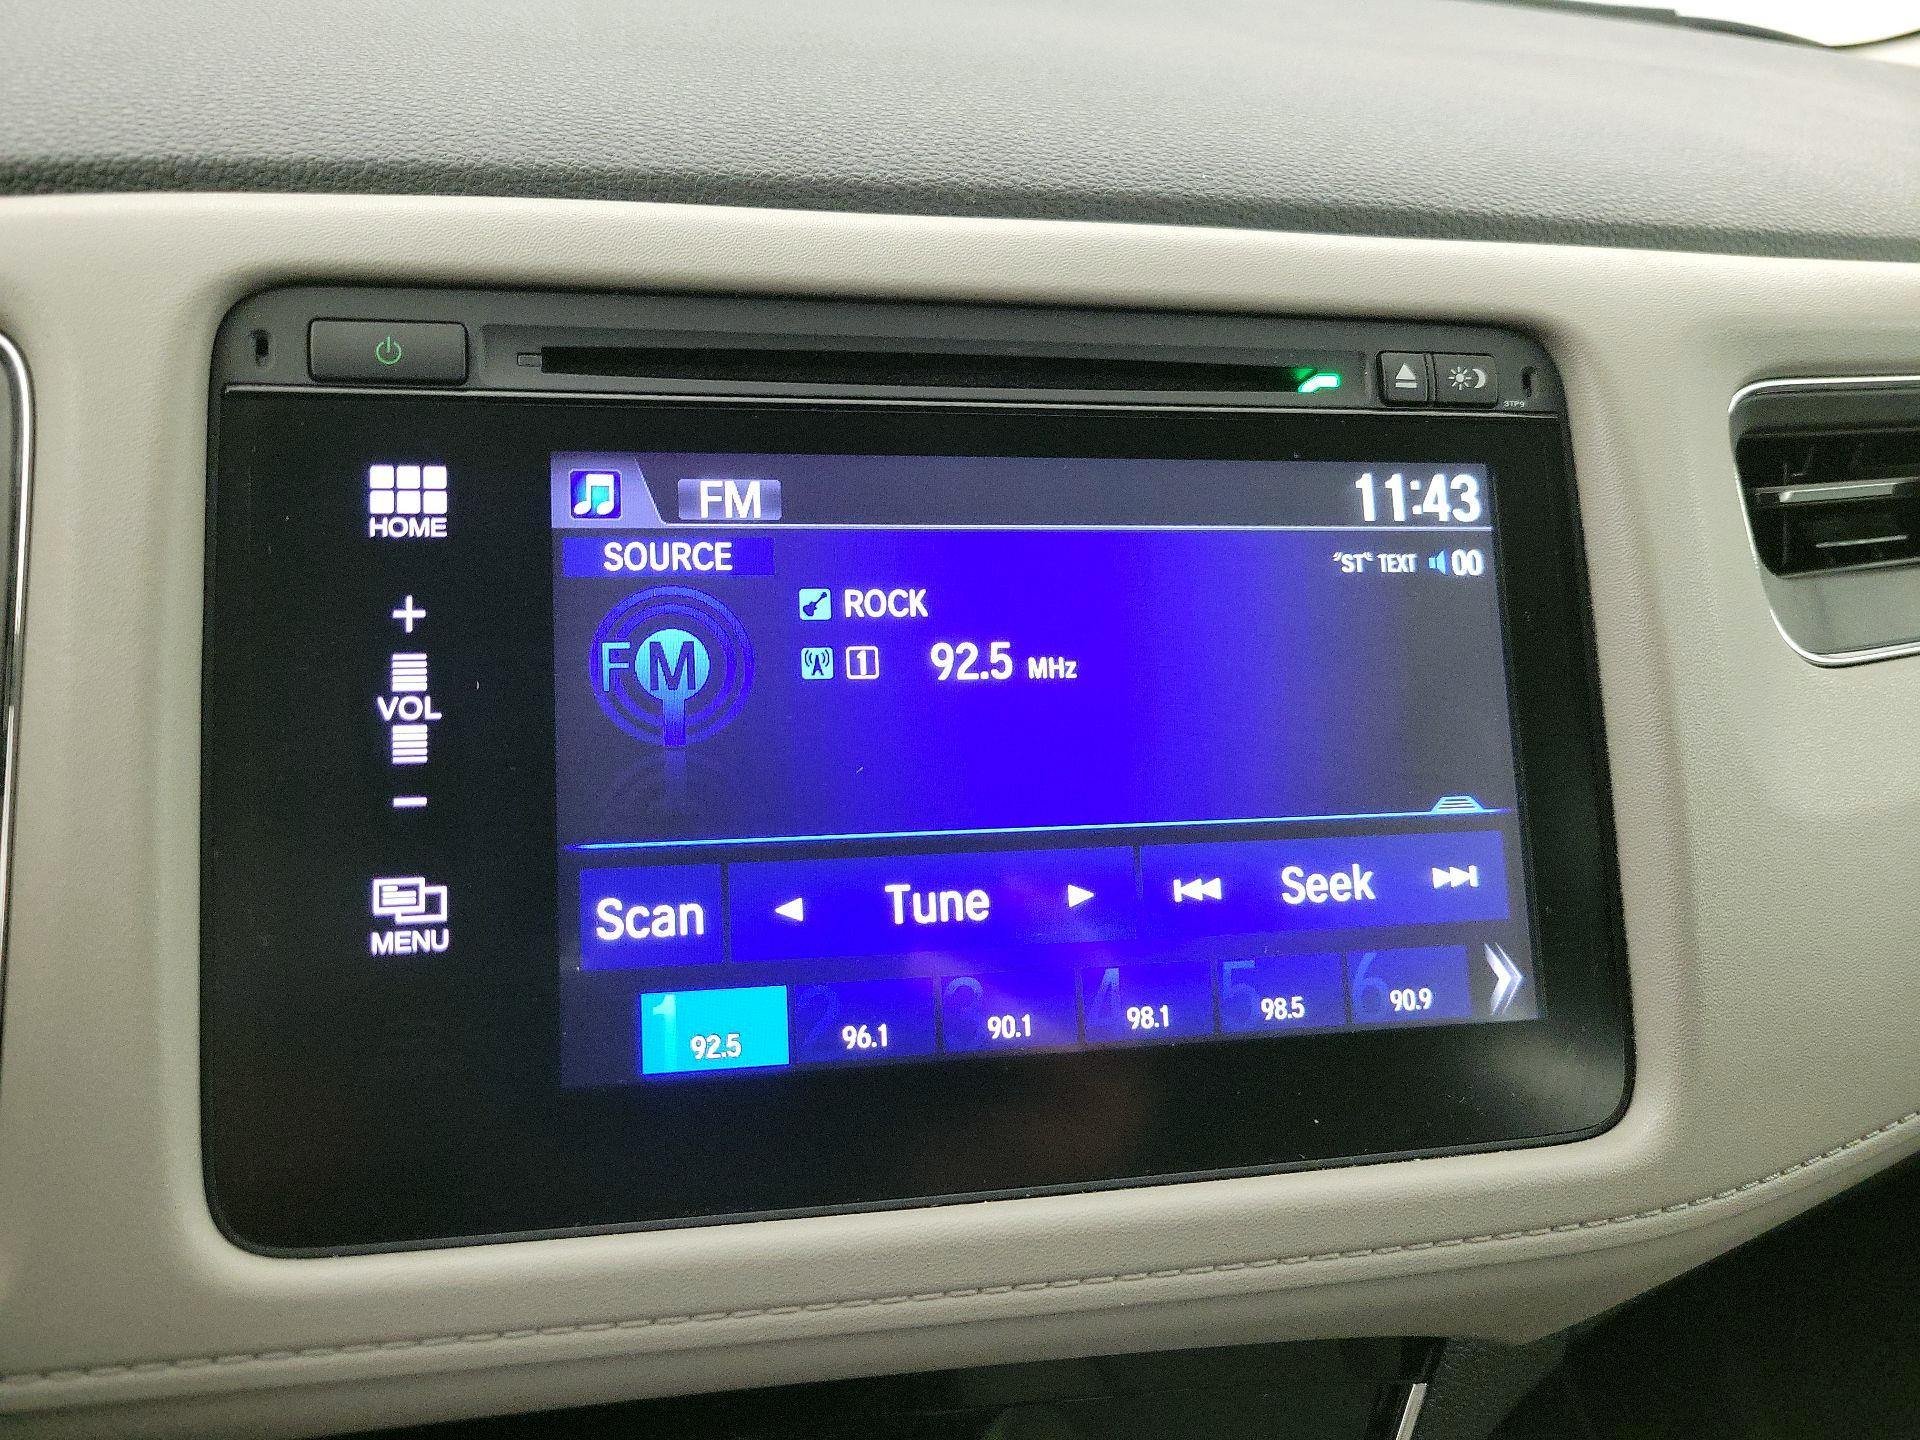 STP9
HOME
+
VOL
−
MENU
FM
11:43
SOURCE
"ST" TEXT 00
FM
ROCK
1 92.5 MHz
Scan Tune Seek
1 92.5
2 96.1
3 90.1
4 98.1
5 98.5
6 90.9